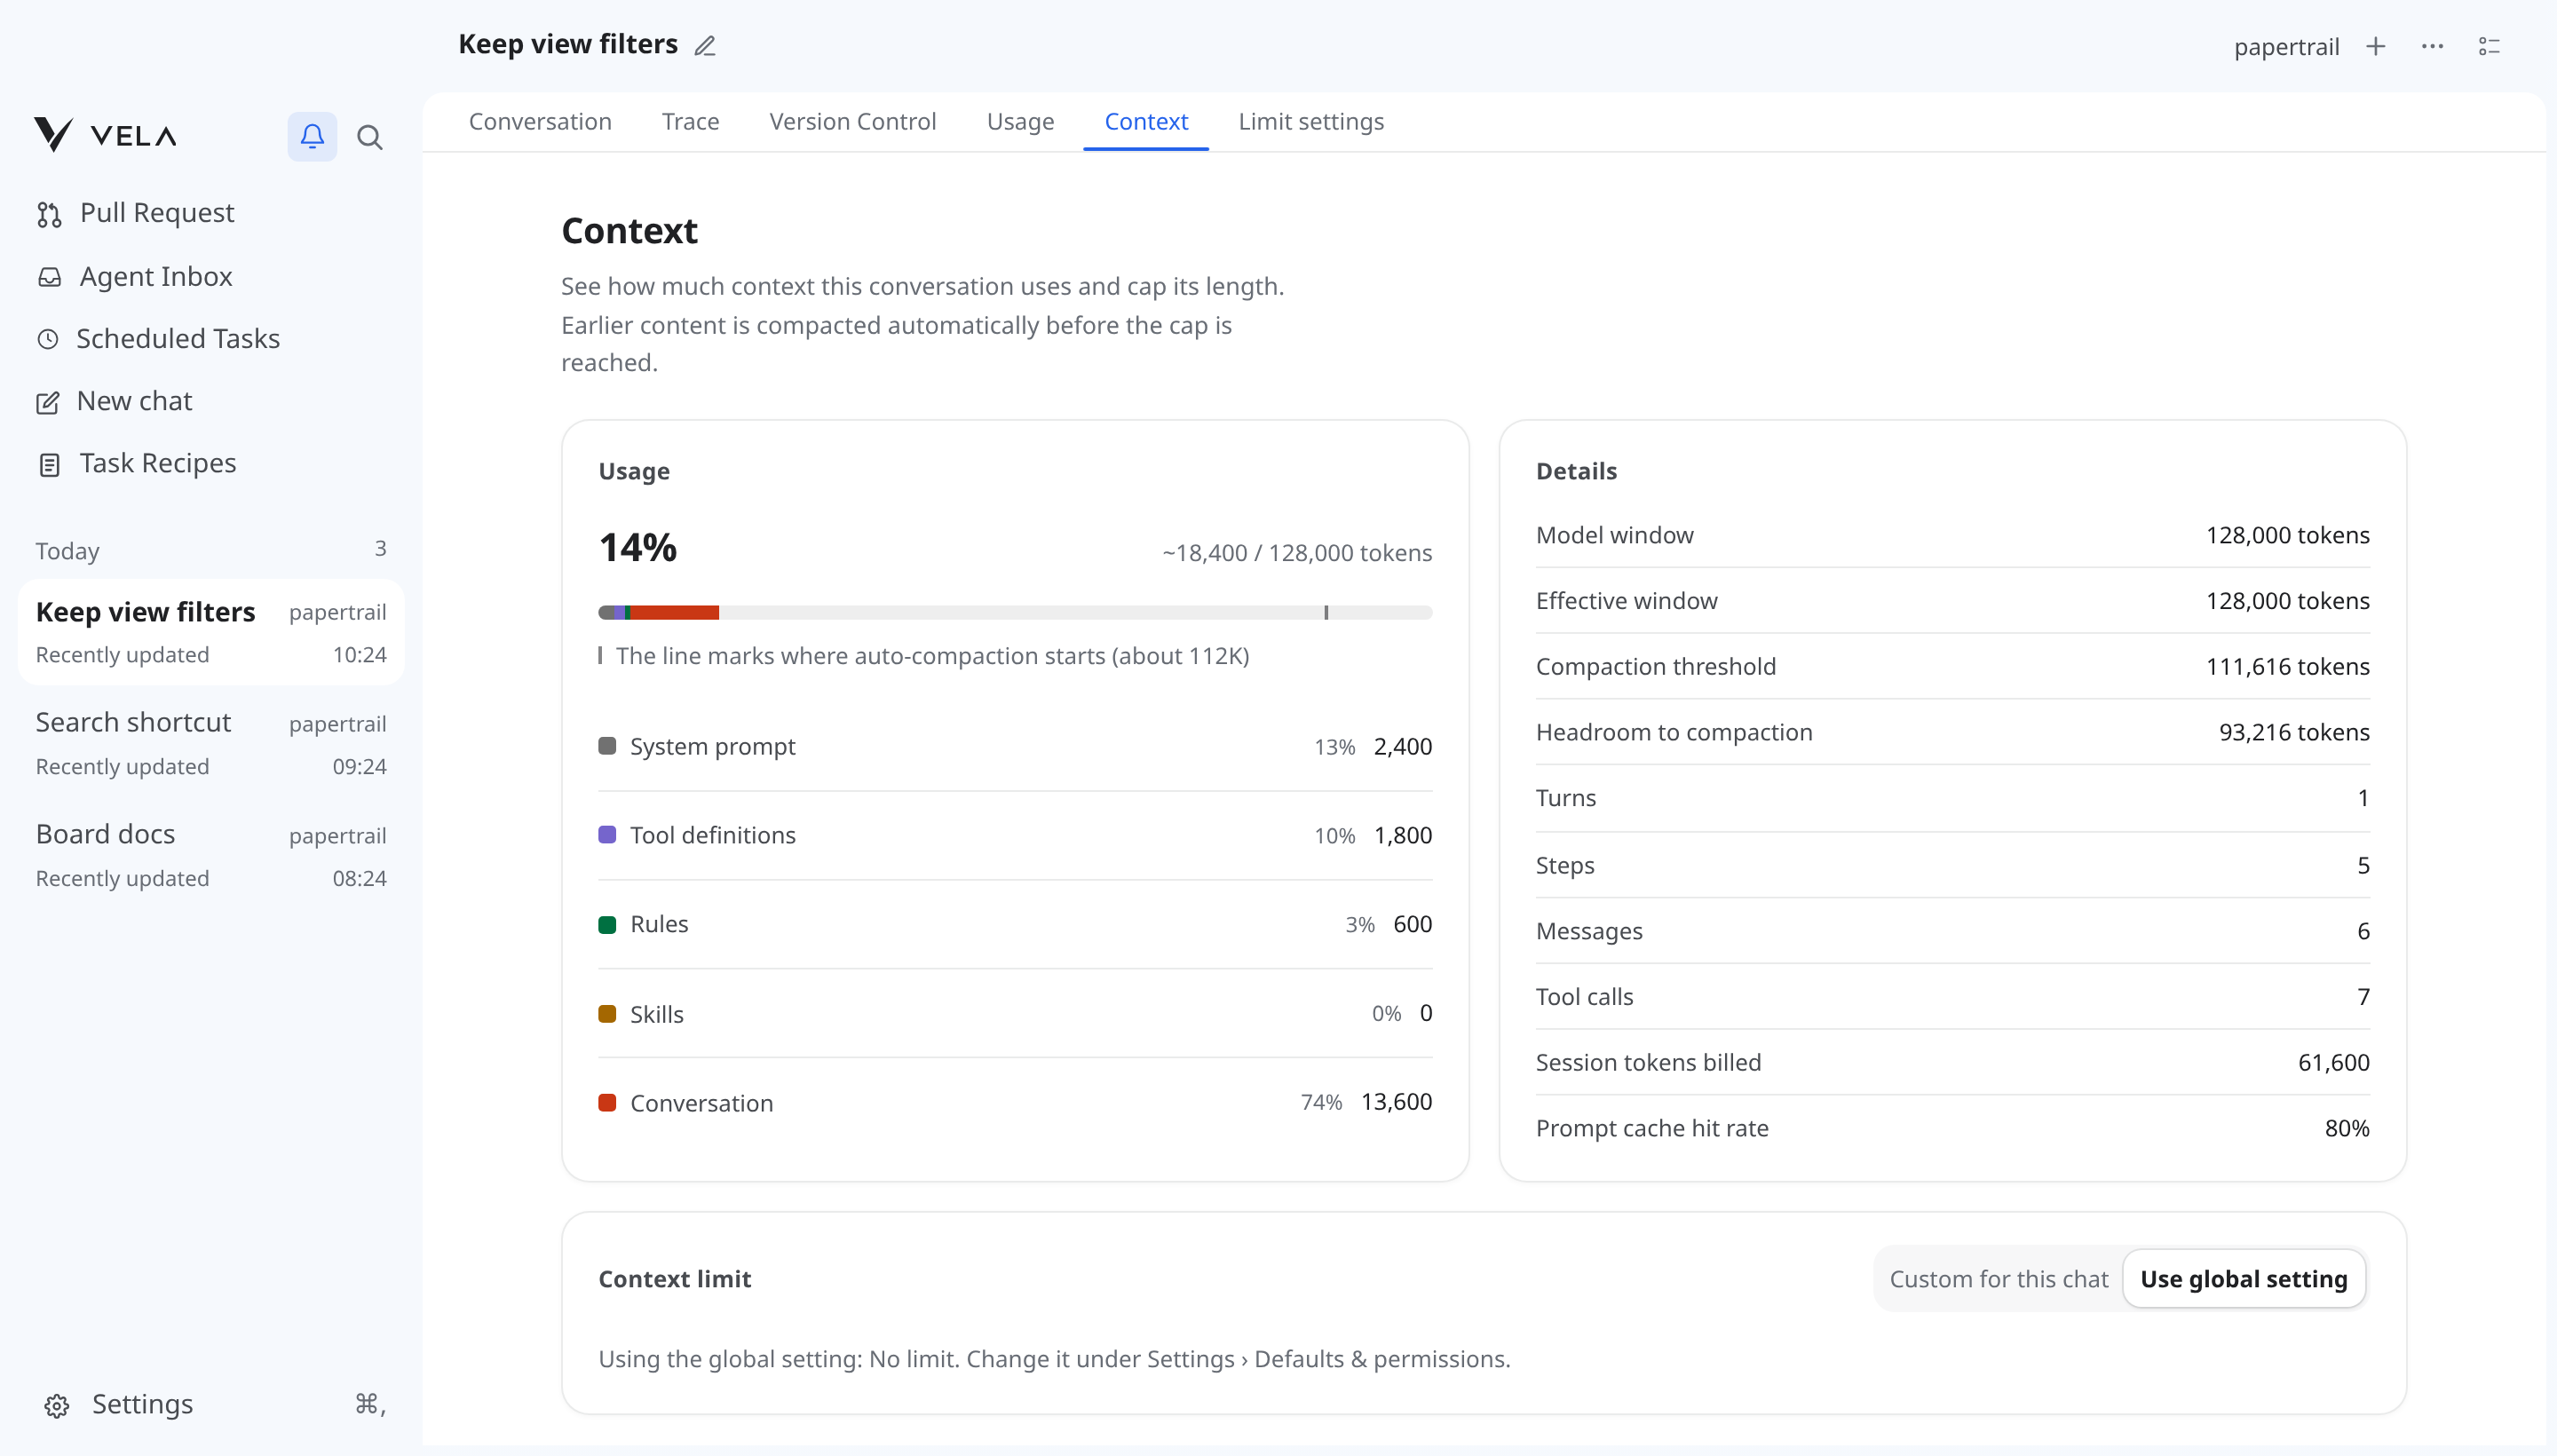 Keep view filters
papertrail
VELA
Pull Request
Agent Inbox
Scheduled Tasks
New chat
Task Recipes
Today 3
Keep view filters papertrail
Recently updated 10:24
Search shortcut papertrail
Recently updated 09:24
Board docs papertrail
Recently updated 08:24
Settings ⌘,
Conversation Trace Version Control Usage Context Limit settings
Context
See how much context this conversation uses and cap its length.
Earlier content is compacted automatically before the cap is
reached.
Usage
14% ~18,400 / 128,000 tokens
The line marks where auto-compaction starts (about 112K)
System prompt 13% 2,400
Tool definitions 10% 1,800
Rules 3% 600
Skills 0% 0
Conversation 74% 13,600
Details
Model window 128,000 tokens
Effective window 128,000 tokens
Compaction threshold 111,616 tokens
Headroom to compaction 93,216 tokens
Turns 1
Steps 5
Messages 6
Tool calls 7
Session tokens billed 61,600
Prompt cache hit rate 80%
Context limit
Custom for this chat Use global setting
Using the global setting: No limit. Change it under Settings › Defaults & permissions.